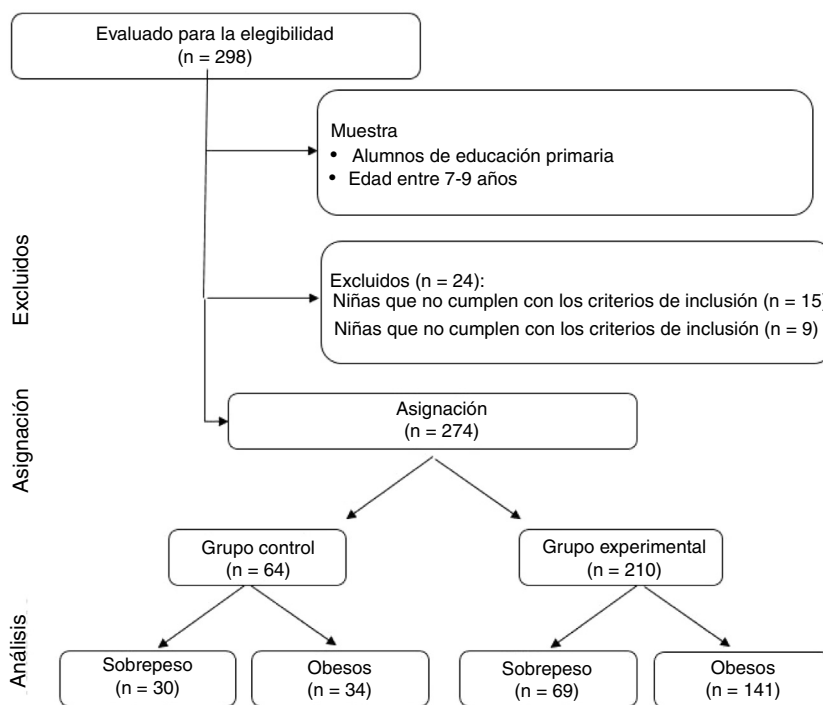 Evaluado para la elegibilidad
(n = 298)
Muestra
• Alumnos de educación primaria
• Edad entre 7-9 años
Excluidos
Excluidos (n = 24):
Niñas que no cumplen con los criterios de inclusión (n = 15)
Niñas que no cumplen con los criterios de inclusión (n = 9)
Asignación
Asignación
(n = 274)
Grupo control
(n = 64)
Grupo experimental
(n = 210)
Análisis
Sobrepeso
(n = 30)
Obesos
(n = 34)
Sobrepeso
(n = 69)
Obesos
(n = 141)